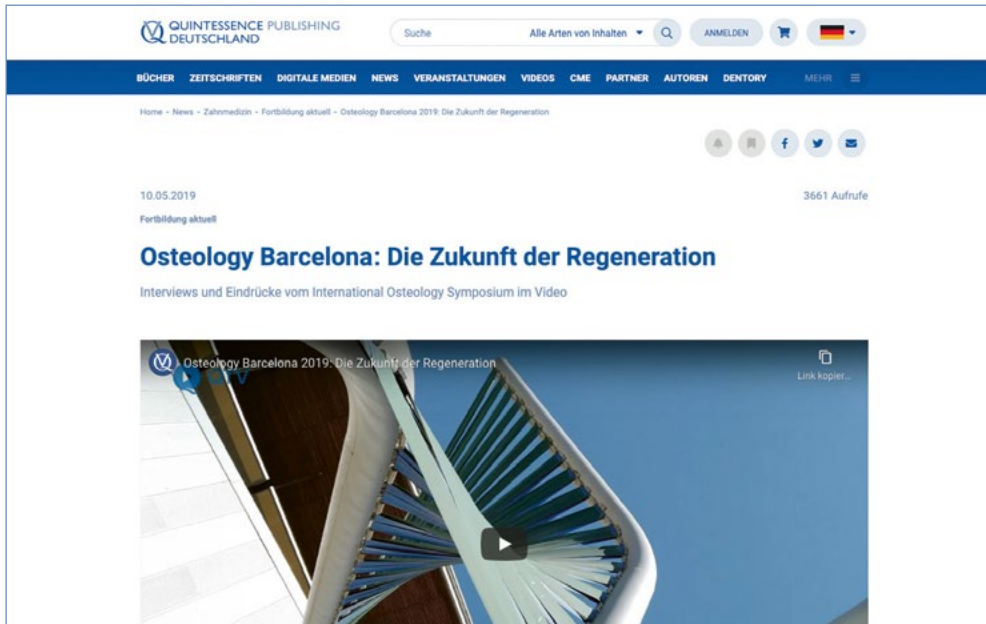 QUINTESSENCE PUBLISHING
DEUTSCHLAND
Suche
Alle Arten von Inhalten
ANMELDEN
BÜCHER ZEITSCHRIFTEN DIGITALE MEDIEN NEWS VERANSTALTUNGEN VIDEOS CME PARTNER AUTOREN DENTORY MEHR
Home - News - Zahnmedizin - Fortbildung aktuell - Osteology Barcelona 2019: Die Zukunft der Regeneration
10.05.2019
3661 Aufrufe
Fortbildung aktuell
Osteology Barcelona: Die Zukunft der Regeneration
Interviews und Eindrücke vom International Osteology Symposium im Video
Osteology Barcelona 2019: Die Zukunft der Regeneration
Link kopier...